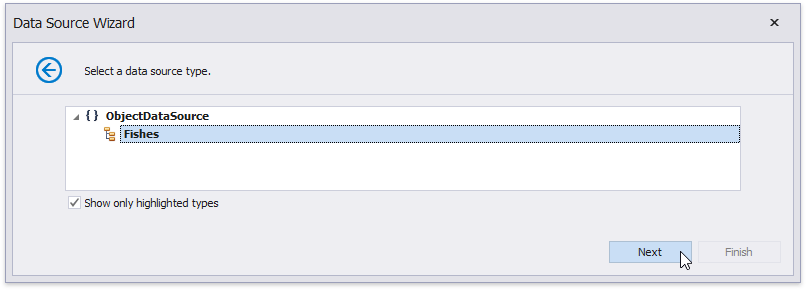 Data Source Wizard
Select a data source type.
{ } ObjectDataSource
Fishes
Show only highlighted types
Next
Finish